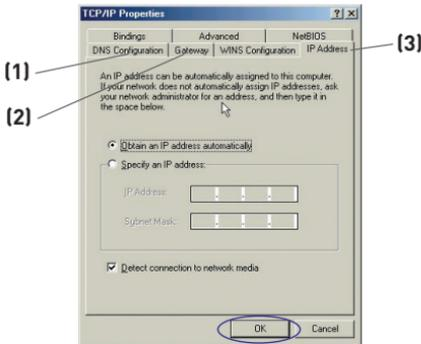 TCP/IP Properties
Bindings Advanced NetBIOS
DNS Configuration Gateway WINS Configuration IP Address
(1)
(2)
(3)
An IP address can be automatically assigned to this computer.
If your network does not automatically assign IP addresses, ask
your network administrator for an address, and then type it in
the space below.
Obtain an IP address automatically
Specify an IP address:
IP Address:
Subnet Mask:
Detect connection to network media
OK Cancel